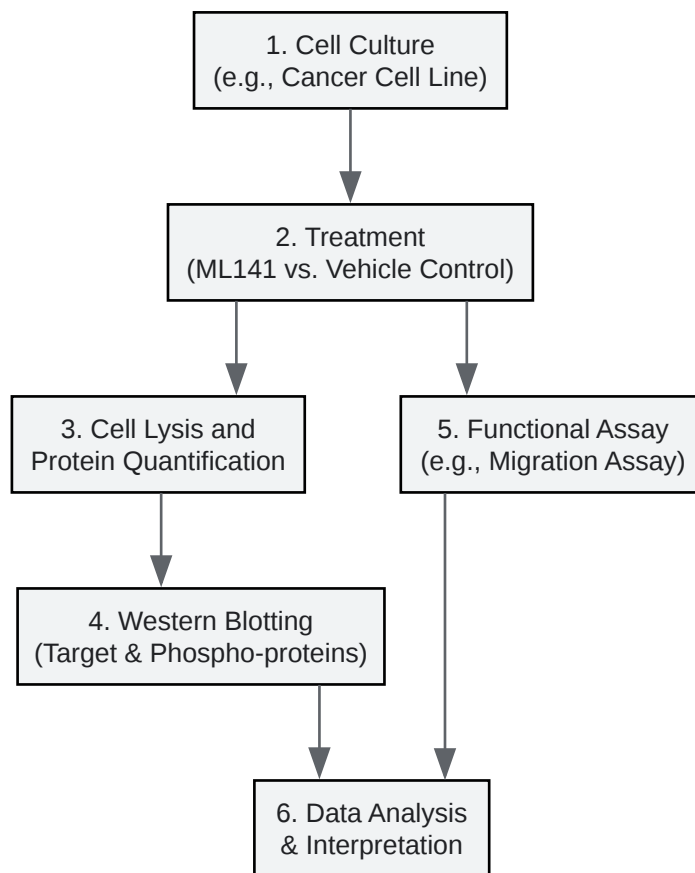 1. Cell Culture
(e.g., Cancer Cell Line)
2. Treatment
(ML141 vs. Vehicle Control)
3. Cell Lysis and
Protein Quantification
5. Functional Assay
(e.g., Migration Assay)
4. Western Blotting
(Target & Phospho-proteins)
6. Data Analysis
& Interpretation